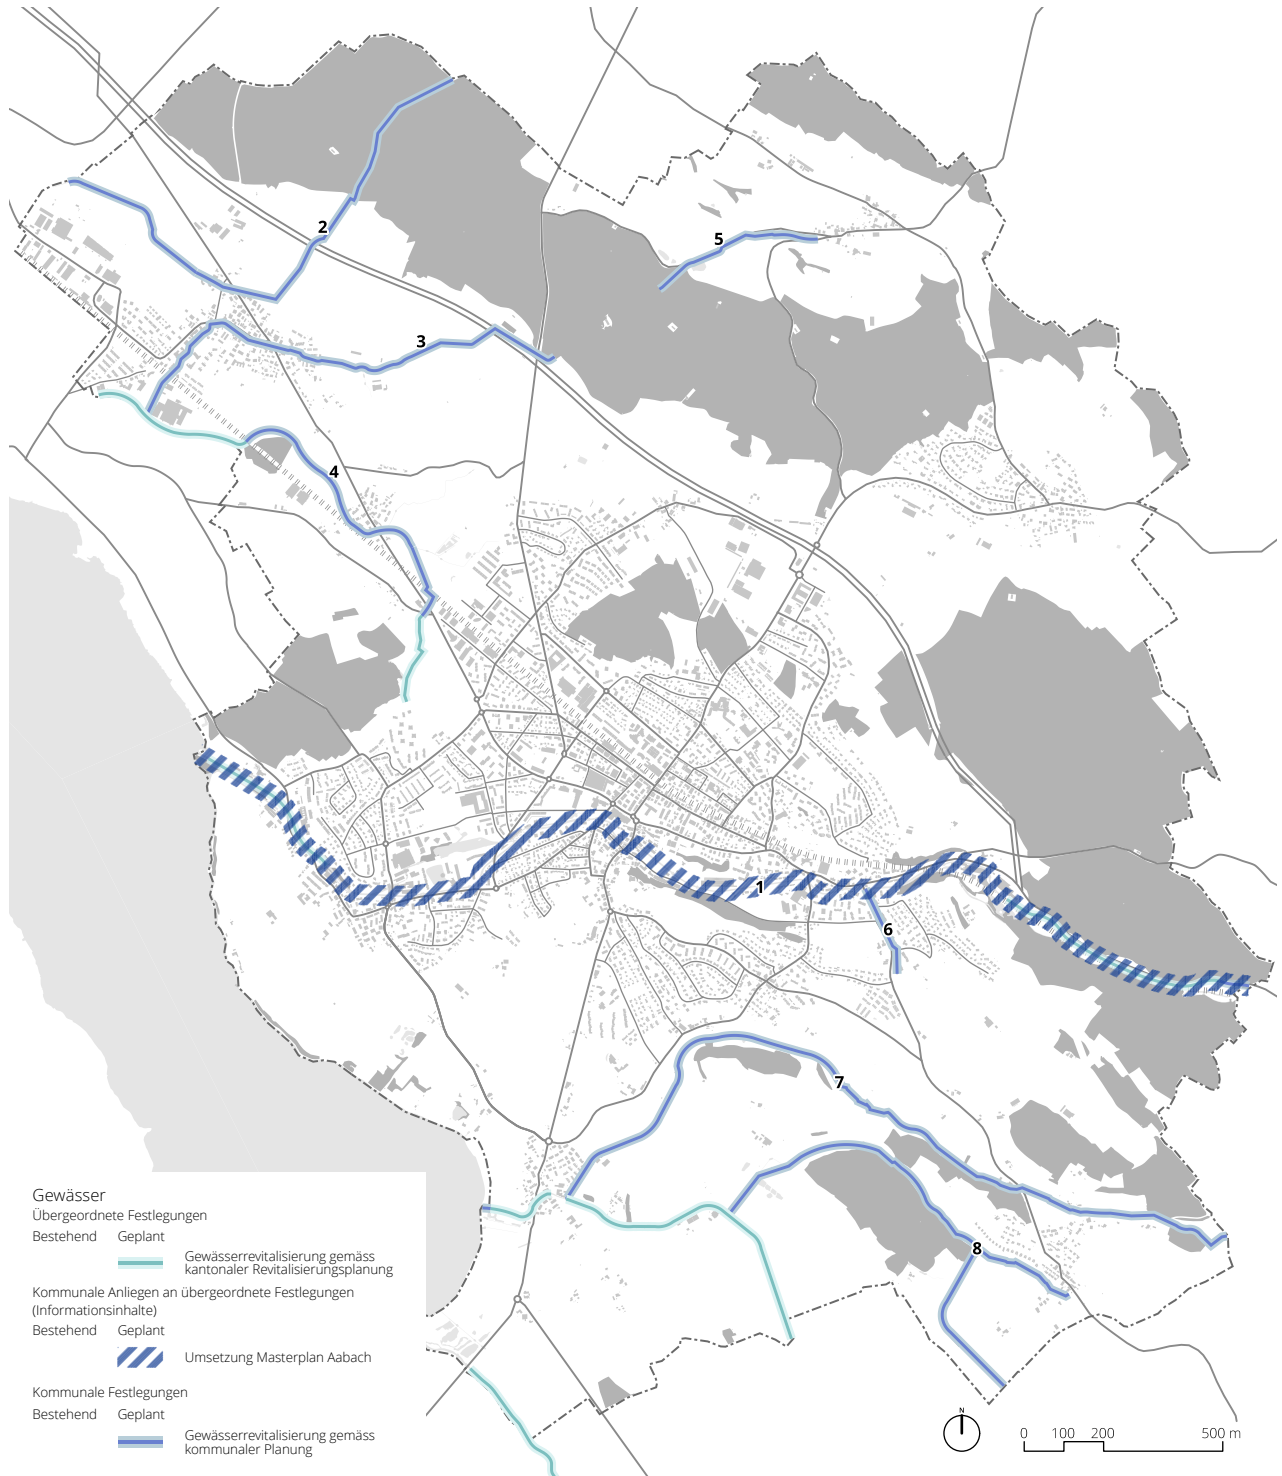 2
5
3
4
1
6
7
8
Gewässer
Übergeordnete Festlegungen
Bestehend Geplant
Gewässerrevitalisierung gemäss
kantonaler Revitalisierungsplanung
Kommunale Anliegen an übergeordnete Festlegungen
(Informationsinhalte)
Bestehend Geplant
Umsetzung Masterplan Aabach
Kommunale Festlegungen
Bestehend Geplant
Gewässerrevitalisierung gemäss
kommunaler Planung
N
0 100 200 500 m